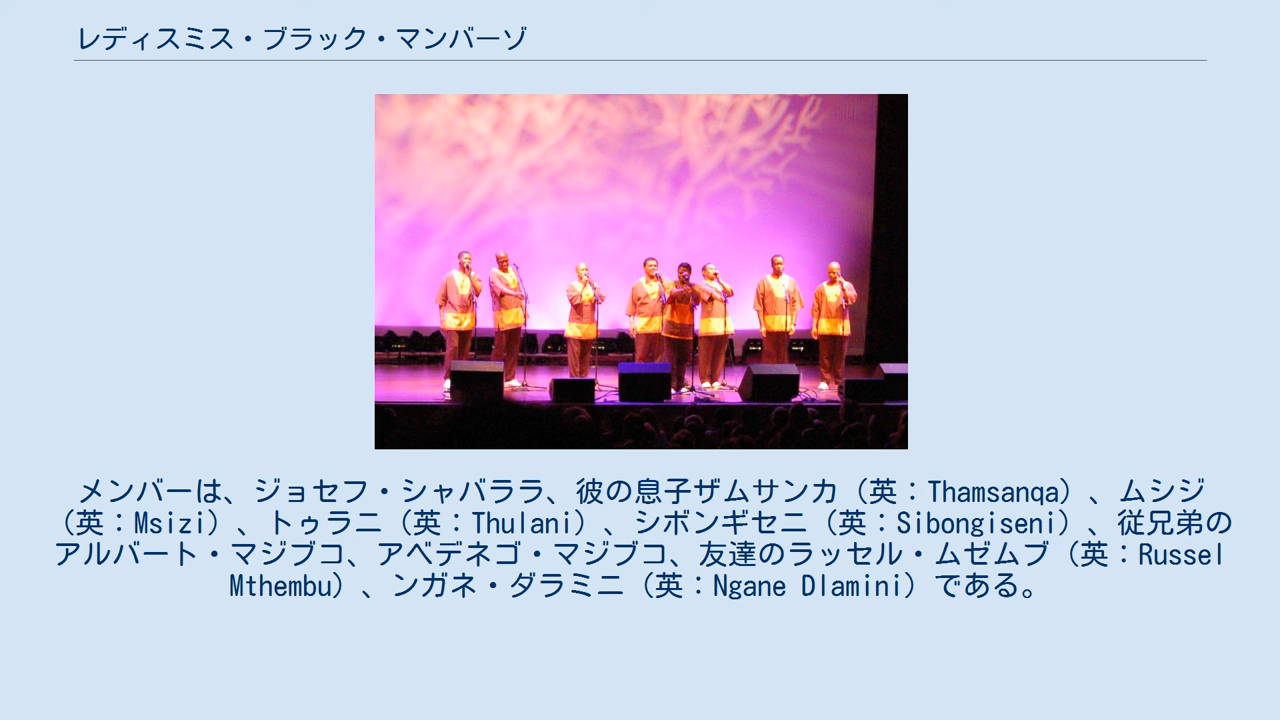 レディスミス・ブラック・マンバーゾ
メンバーは、ジョセフ・シャバララ、彼の息子ザムサンカ（英：Thamsanqa）、ムシジ
（英：Msizi）、トゥラニ（英：Thulani）、シボンギセニ（英：Sibongiseni）、従兄弟の
アルバート・マジブコ、アベデネゴ・マジブコ、友達のラッセル・ムゼムブ（英：Russel
Mthembu）、ンガネ・ダラミニ（英：Ngane Dlamini）である。